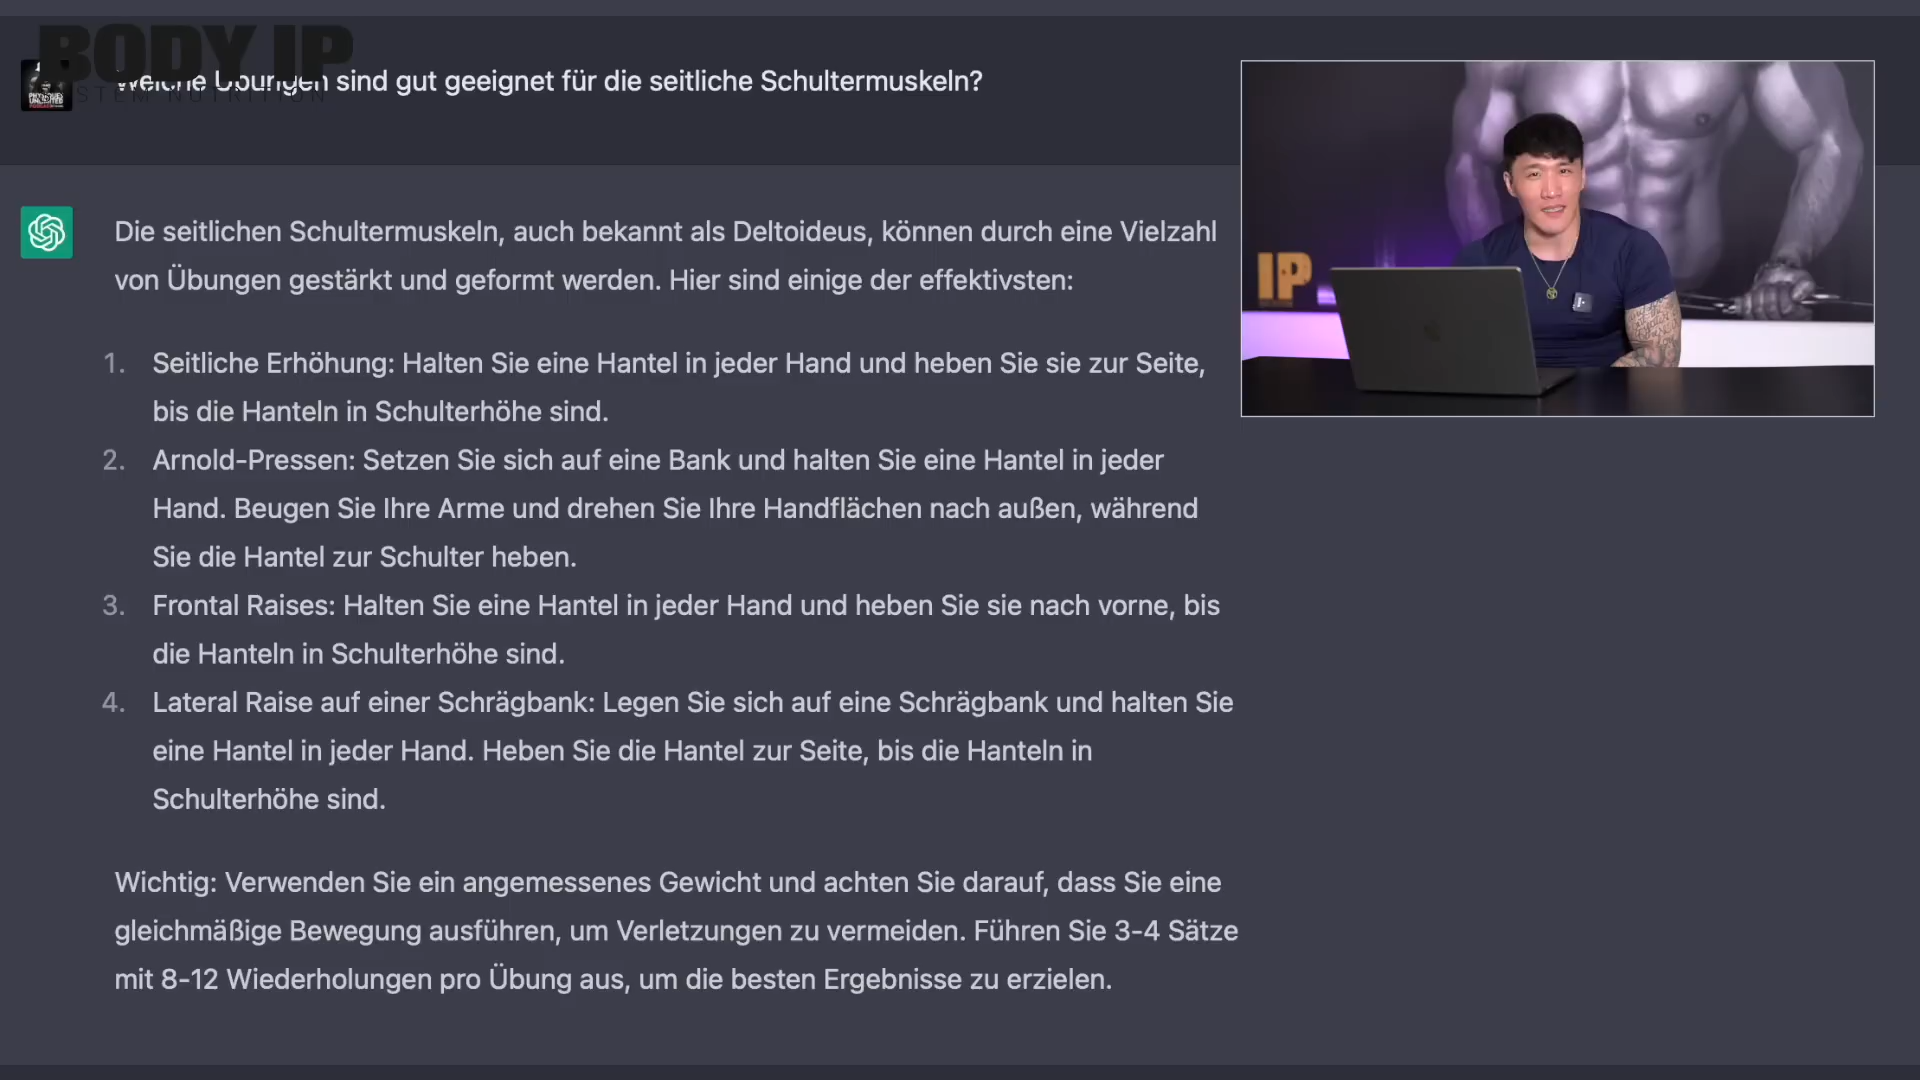 BODY IP
STEM NUTRITION
Welche Übungen sind gut geeignet für die seitliche Schultermuskeln?
Die seitlichen Schultermuskeln, auch bekannt als Deltoideus, können durch eine Vielzahl
von Übungen gestärkt und geformt werden. Hier sind einige der effektivsten:
1. Seitliche Erhöhung: Halten Sie eine Hantel in jeder Hand und heben Sie sie zur Seite,
bis die Hanteln in Schulterhöhe sind.
2. Arnold-Pressen: Setzen Sie sich auf eine Bank und halten Sie eine Hantel in jeder
Hand. Beugen Sie Ihre Arme und drehen Sie Ihre Handflächen nach außen, während
Sie die Hantel zur Schulter heben.
3. Frontal Raises: Halten Sie eine Hantel in jeder Hand und heben Sie sie nach vorne, bis
die Hanteln in Schulterhöhe sind.
4. Lateral Raise auf einer Schrägbank: Legen Sie sich auf eine Schrägbank und halten Sie
eine Hantel in jeder Hand. Heben Sie die Hantel zur Seite, bis die Hanteln in
Schulterhöhe sind.
Wichtig: Verwenden Sie ein angemessenes Gewicht und achten Sie darauf, dass Sie eine
gleichmäßige Bewegung ausführen, um Verletzungen zu vermeiden. Führen Sie 3-4 Sätze
mit 8-12 Wiederholungen pro Übung aus, um die besten Ergebnisse zu erzielen.
IP